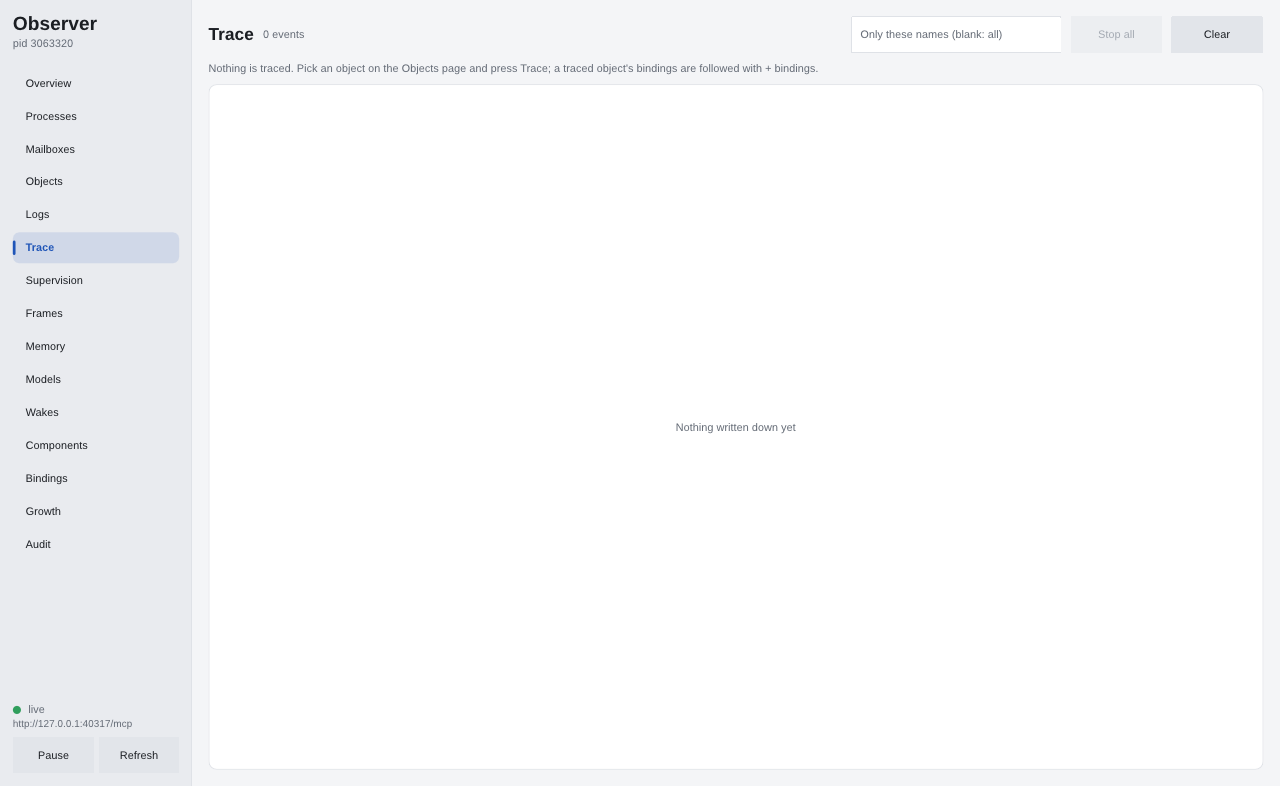 Observer
pid 3063320
Overview
Processes
Mailboxes
Objects
Logs
Trace
Supervision
Frames
Memory
Models
Wakes
Components
Bindings
Growth
Audit
live
http://127.0.0.1:40317/mcp
Pause Refresh
Trace 0 events
Only these names (blank: all)
Stop all
Clear
Nothing is traced. Pick an object on the Objects page and press Trace; a traced object's bindings are followed with + bindings.
Nothing written down yet